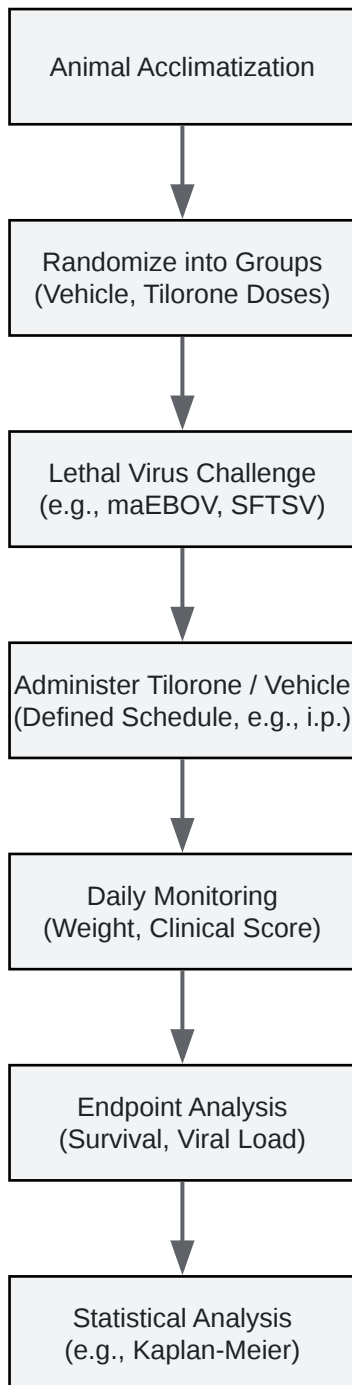 Animal Acclimatization
Randomize into Groups
(Vehicle, Tilorone Doses)
Lethal Virus Challenge
(e.g., maEBOV, SFTSV)
Administer Tilorone / Vehicle
(Defined Schedule, e.g., i.p.)
Daily Monitoring
(Weight, Clinical Score)
Endpoint Analysis
(Survival, Viral Load)
Statistical Analysis
(e.g., Kaplan-Meier)